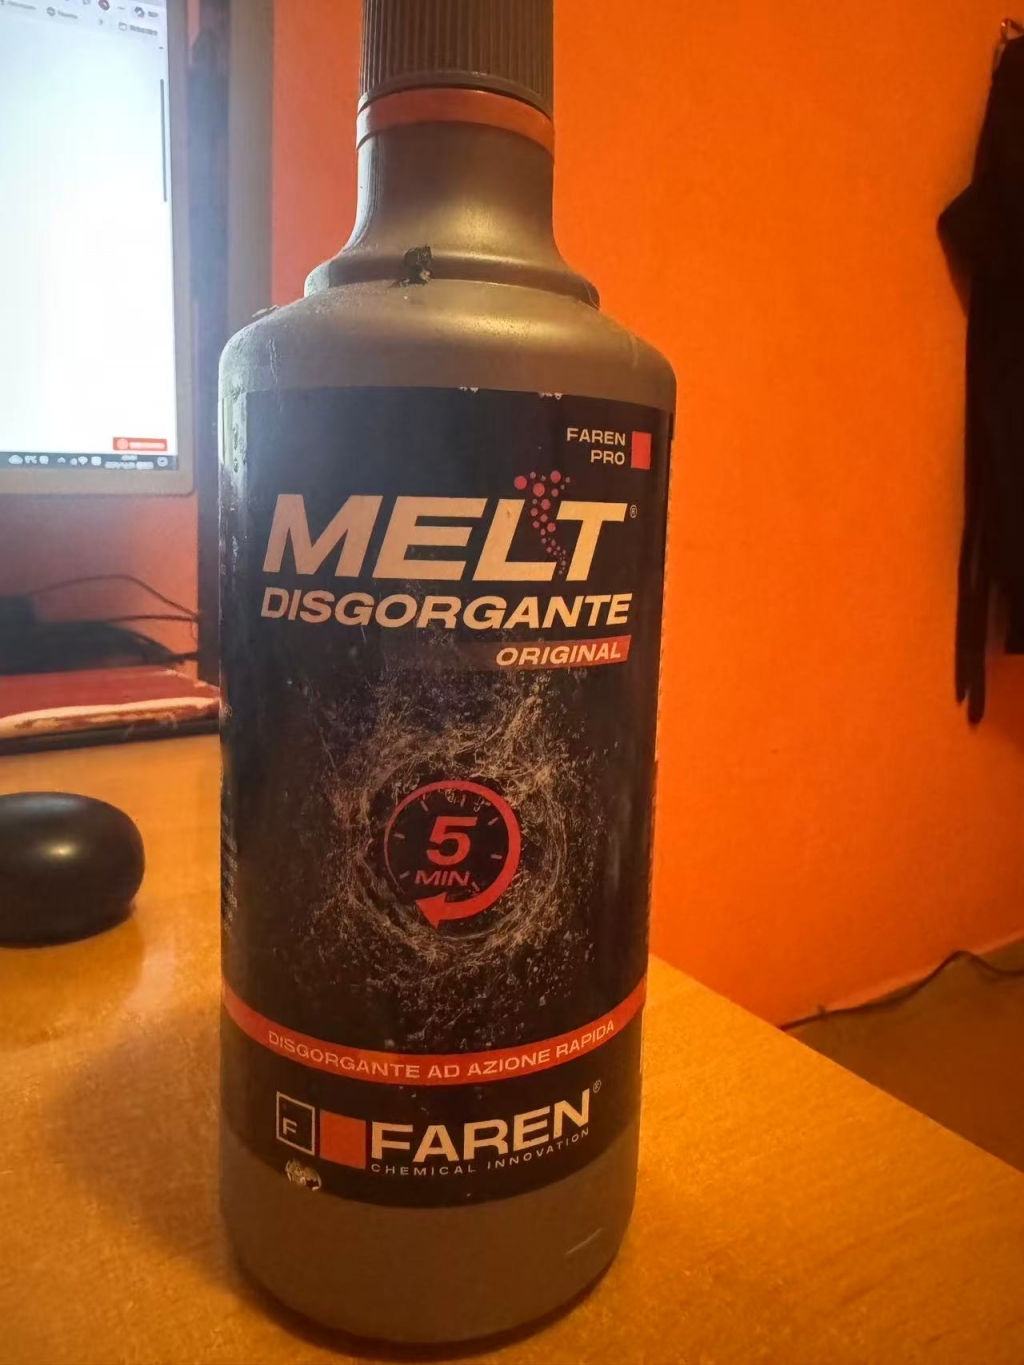 FAREN
PRO
MELT®
DISGORGANTE
ORIGINAL
5
MIN
DISGORGANTE AD AZIONE RAPIDA
F
FAREN®
CHEMICAL INNOVATION